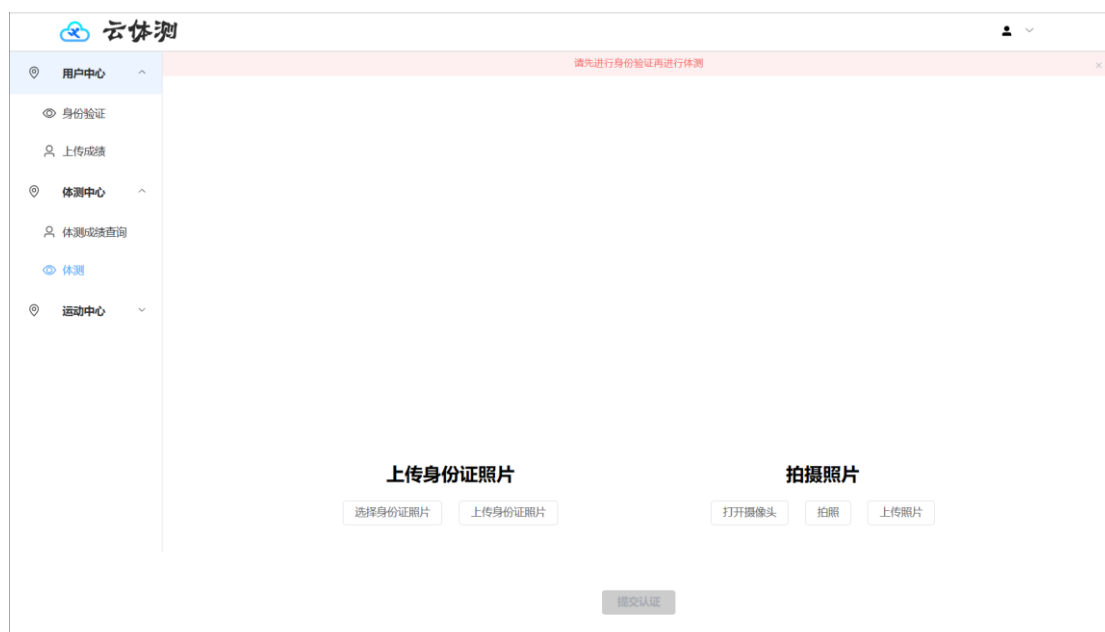 云体测
请先进行身份验证再进行体测
用户中心
身份验证
上传成绩
体测中心
体测成绩查询
体测
运动中心
上传身份证照片 拍摄照片
选择身份证照片 上传身份证照片 打开摄像头 拍照 上传照片
提交认证